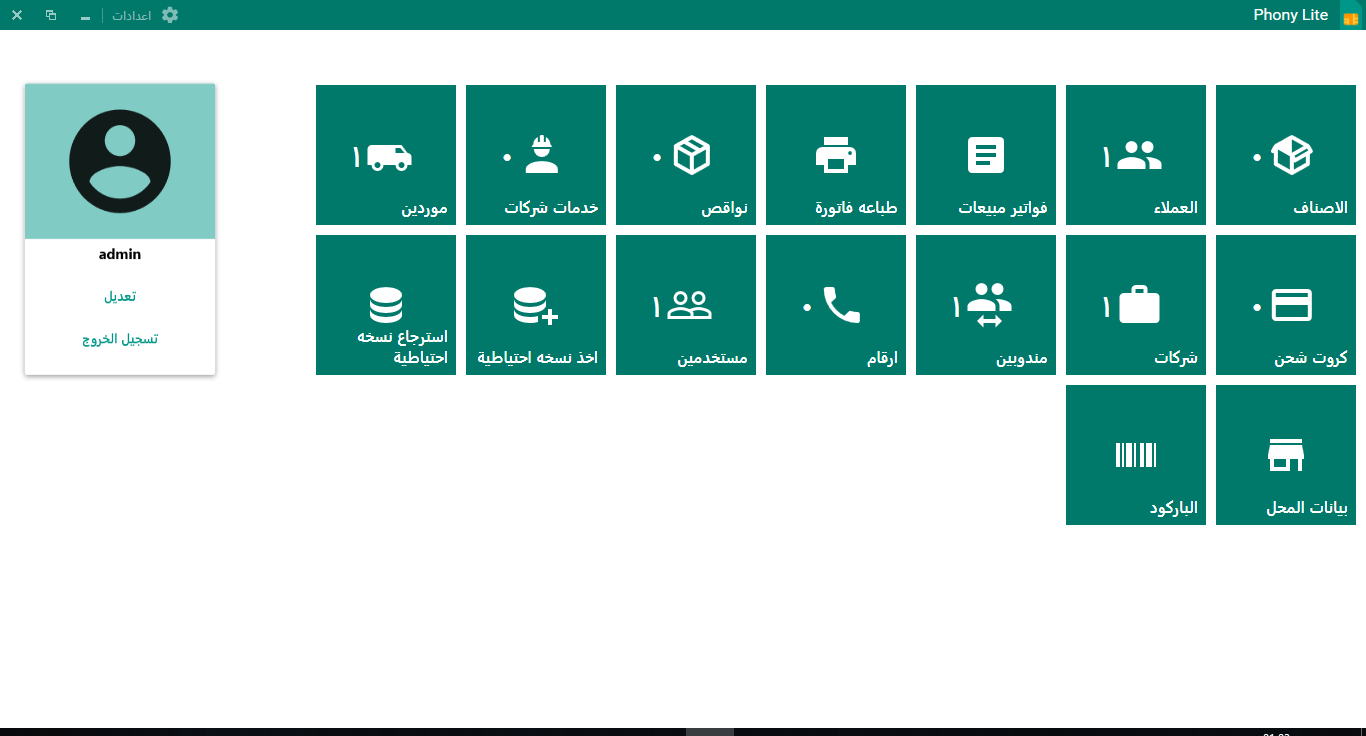 Phony Lite
اعدادات
الاصناف
٠
العملاء
١
فواتير مبيعات
طباعه فاتورة
نواقص
٠
خدمات شركات
٠
موردين
١
كروت شحن
٠
شركات
١
مندوبين
١
ارقام
٠
مستخدمين
١
اخذ نسخه احتياطية
استرجاع نسخه
احتياطية
بيانات المحل
الباركود
admin
تعديل
تسجيل الخروج